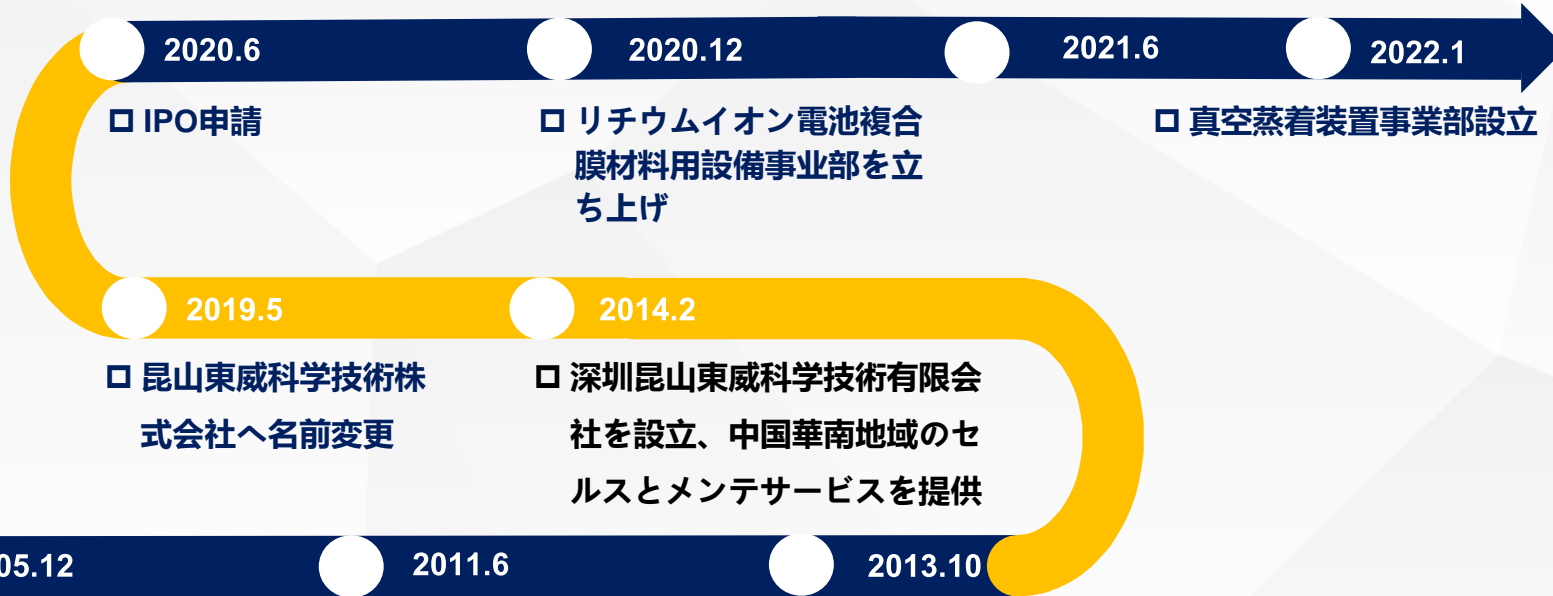 2020.6
2020.12
2021.6
2022.1
IPO申請
リチウムイオン電池複合
膜材料用設備事业部を立
ち上げ
真空蒸着装置事業部設立
2019.5
2014.2
昆山東威科学技術株
式会社へ名前変更
深圳昆山東威科学技術有限会
社を設立、中国華南地域のセ
ルスとメンテサービスを提供
05.12
2011.6
2013.10